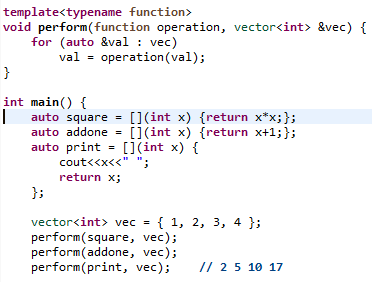 template<typename function>
void perform(function operation, vector<int> &vec) {
    for (auto &val : vec)
        val = operation(val);
}

int main() {
    auto square = [](int x) {return x*x;};
    auto addone = [](int x) {return x+1;};
    auto print = [](int x) {
        cout<<x<<" ";
        return x;
    };

    vector<int> vec = { 1, 2, 3, 4 };
    perform(square, vec);
    perform(addone, vec);
    perform(print, vec);    // 2 5 10 17